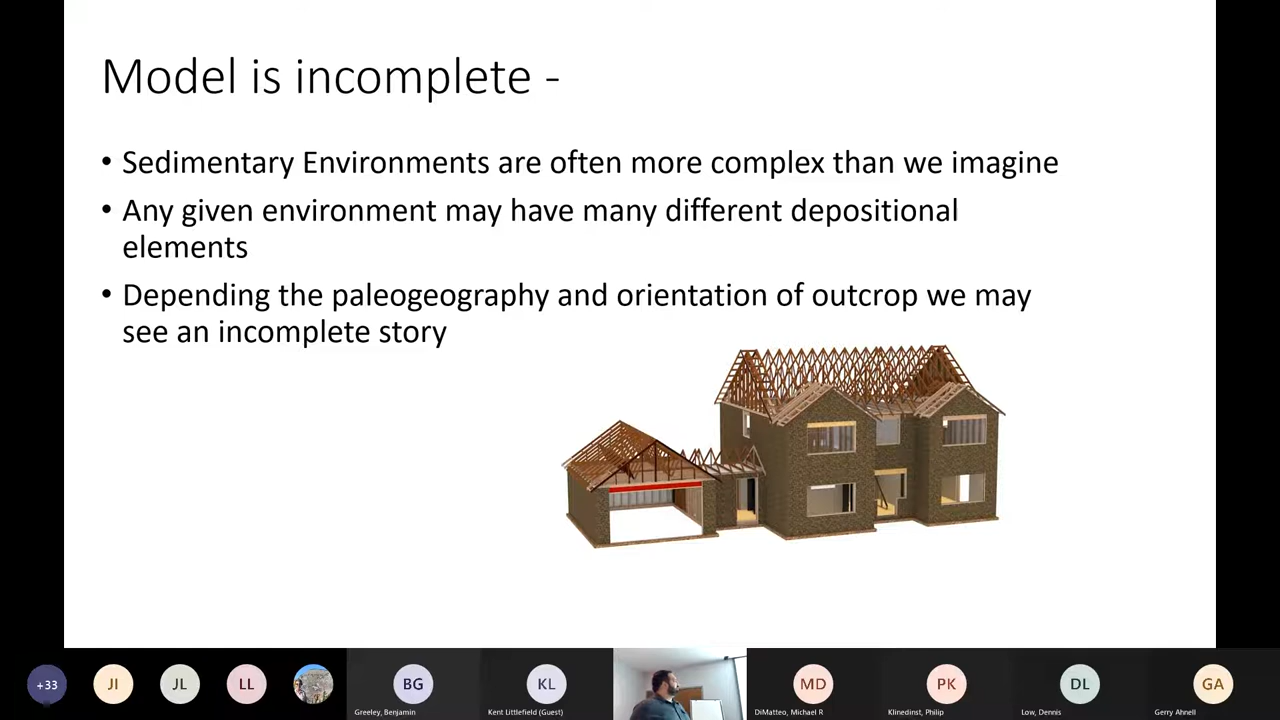 Model is incomplete -
• Sedimentary Environments are often more complex than we imagine
• Any given environment may have many different depositional
elements
• Depending the paleogeography and orientation of outcrop we may
see an incomplete story
+33
JI
JL
LL
BG
Greeley, Benjamin
KL
Kent Littlefield (Guest)
MD
DiMatteo, Michael R
PK
Klinedinst, Philip
DL
Low, Dennis
GA
Gerry Ahnell